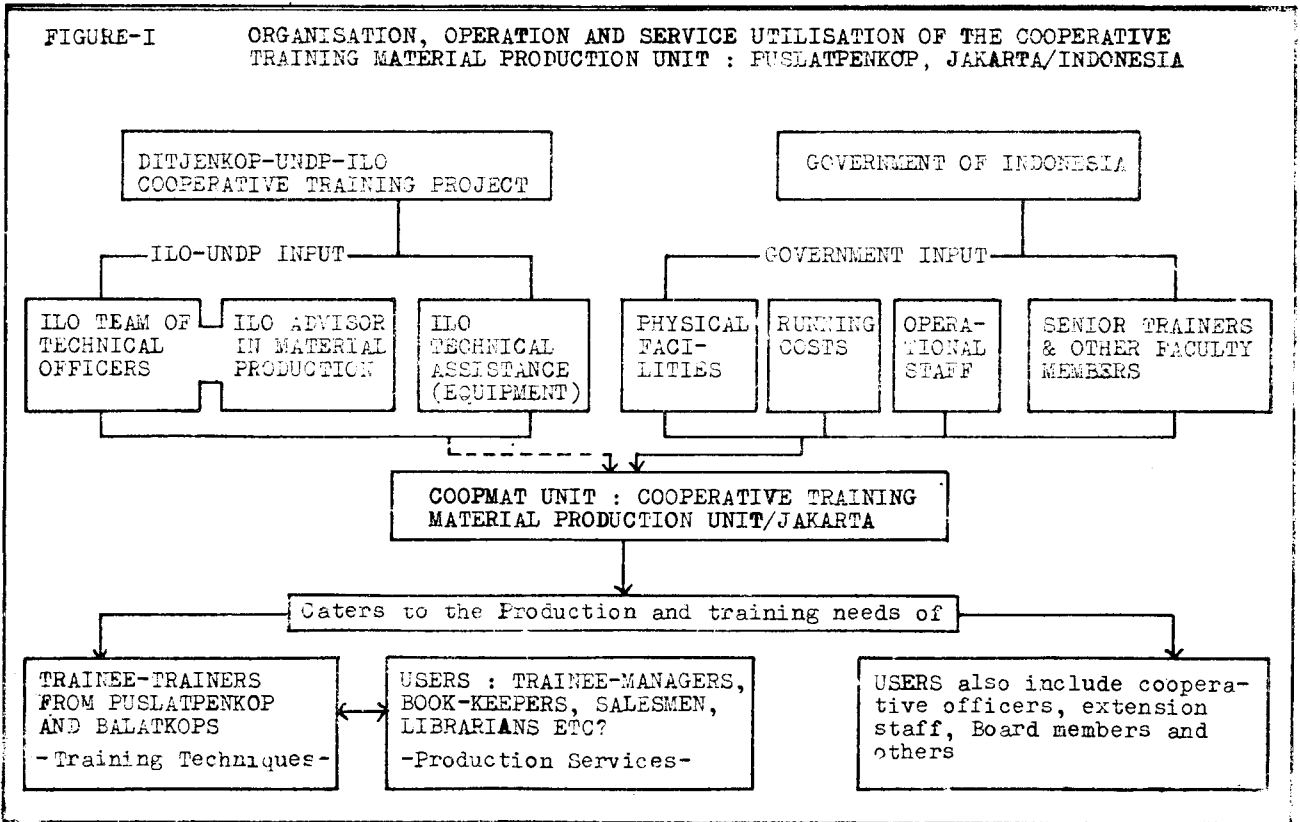 FIGURE-I ORGANISATION, OPERATION AND SERVICE UTILISATION OF THE COOPERATIVE
TRAINING MATERIAL PRODUCTION UNIT : PUSLATPENKOP, JAKARTA/INDONESIA
DITJENKOP-UNDP-ILO
COOPERATIVE TRAINING PROJECT
GOVERNMENT OF INDONESIA
ILO-UNDP INPUT
GOVERNMENT INPUT
ILO TEAM OF
TECHNICAL
OFFICERS
ILO ADVISOR
IN MATERIAL
PRODUCTION
ILO
TECHNICAL
ASSISTANCE
(EQUIPMENT)
PHYSICAL
FACI-
LITIES
RUNNING
COSTS
OPERA-
TIONAL
STAFF
SENIOR TRAINERS
& OTHER FACULTY
MEMBERS
COOPMAT UNIT : COOPERATIVE TRAINING
MATERIAL PRODUCTION UNIT/JAKARTA
Caters to the Production and training needs of
TRAINEE-TRAINERS
FROM PUSLATPENKOP
AND BALATKOPS
-Training Techniques-
USERS : TRAINEE-MANAGERS,
BOOK-KEEPERS, SALESMEN,
LIBRARIANS ETC?
-Production Services-
USERS also include coopera-
tive officers, extension
staff, Board members and
others